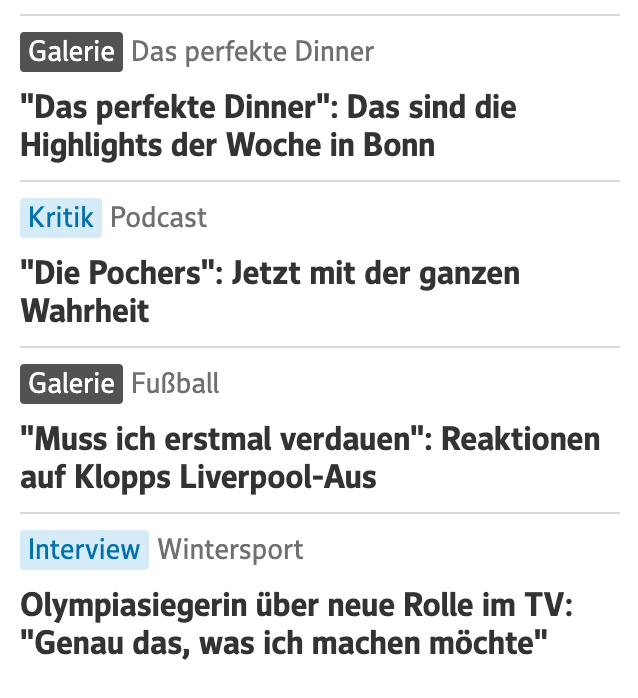 Galerie Das perfekte Dinner
"Das perfekte Dinner": Das sind die
Highlights der Woche in Bonn
Kritik Podcast
"Die Pochers": Jetzt mit der ganzen
Wahrheit
Galerie Fußball
"Muss ich erstmal verdauen": Reaktionen
auf Klopps Liverpool-Aus
Interview Wintersport
Olympiasiegerin über neue Rolle im TV:
"Genau das, was ich machen möchte"